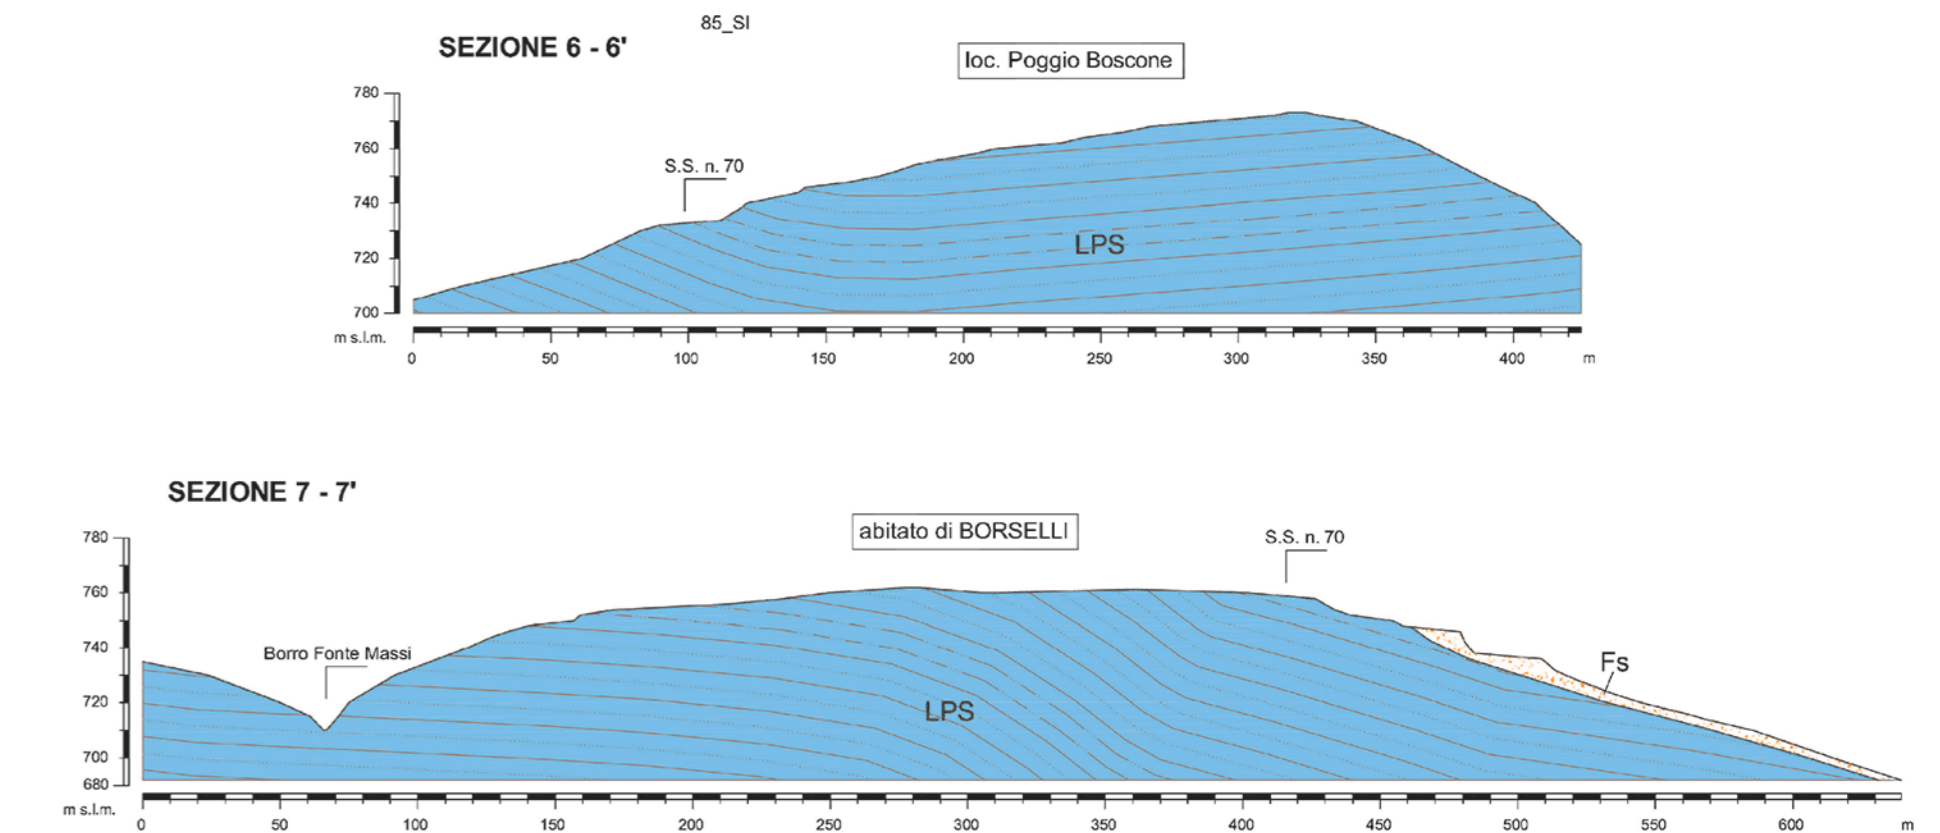 85_SI
SEZIONE 6 - 6'
loc. Poggio Boscone
780
760
740
720
700
S.S. n. 70
LPS
m s.l.m.
0 50 100 150 200 250 300 350 400 m
SEZIONE 7 - 7'
abitato di BORSELLI
S.S. n. 70
780
760
740
720
700
680
Borro Fonte Massi
Fs
LPS
m s.l.m.
0 50 100 150 200 250 300 350 400 450 500 550 600 m